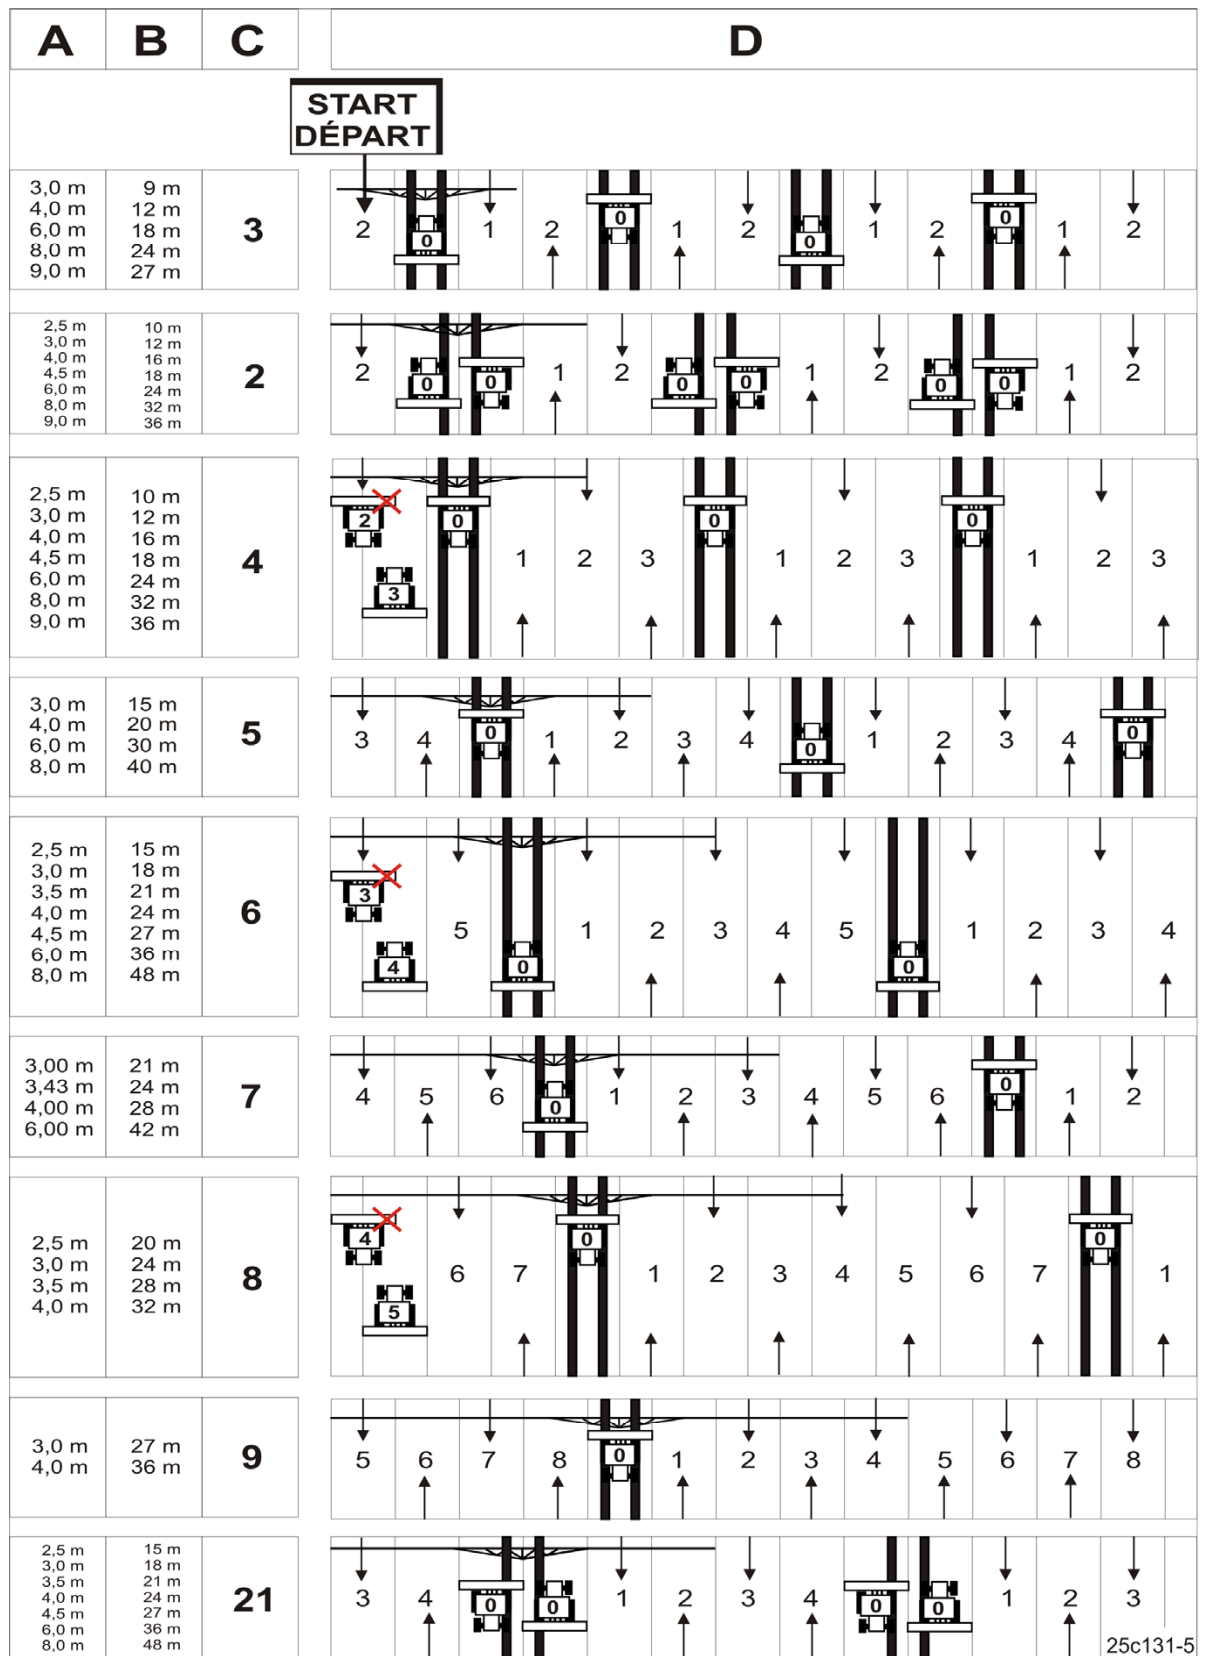 A B C D
START
DÉPART
3,0 m 9 m
4,0 m 12 m
6,0 m 18 m
8,0 m 24 m
9,0 m 27 m
3
2 0 1 2 0 1 2 0 1 2 0 1 2
2,5 m 10 m
3,0 m 12 m
4,0 m 16 m
4,5 m 18 m
6,0 m 24 m
8,0 m 32 m
9,0 m 36 m
2
2 0 0 1 2 0 0 1 2 0 0 1 2
2,5 m 10 m
3,0 m 12 m
4,0 m 16 m
4,5 m 18 m
6,0 m 24 m
8,0 m 32 m
9,0 m 36 m
4
2 0 0 0
1 2 3 1 2 3 1 2 3
3
3,0 m 15 m
4,0 m 20 m
6,0 m 30 m
8,0 m 40 m
5
3 4 0 1 2 3 4 0 1 2 3 4 0
2,5 m 15 m
3,0 m 18 m
3,5 m 21 m
4,0 m 24 m
4,5 m 27 m
6,0 m 36 m
8,0 m 48 m
6
3
5 1 2 3 4 5 1 2 3 4
4 0 0
3,00 m 21 m
3,43 m 24 m
4,00 m 28 m
6,00 m 42 m
7
4 5 6 0 1 2 3 4 5 6 0 1 2
2,5 m 20 m
3,0 m 24 m
3,5 m 28 m
4,0 m 32 m
8
4 0 0
6 7 1 2 3 4 5 6 7 1
5
3,0 m 27 m
4,0 m 36 m
9
5 6 7 8 0 1 2 3 4 5 6 7 8
2,5 m 15 m
3,0 m 18 m
3,5 m 21 m
4,0 m 24 m
4,5 m 27 m
6,0 m 36 m
8,0 m 48 m
21
3 4 0 0 1 2 3 4 0 0 1 2 3
25c131-5